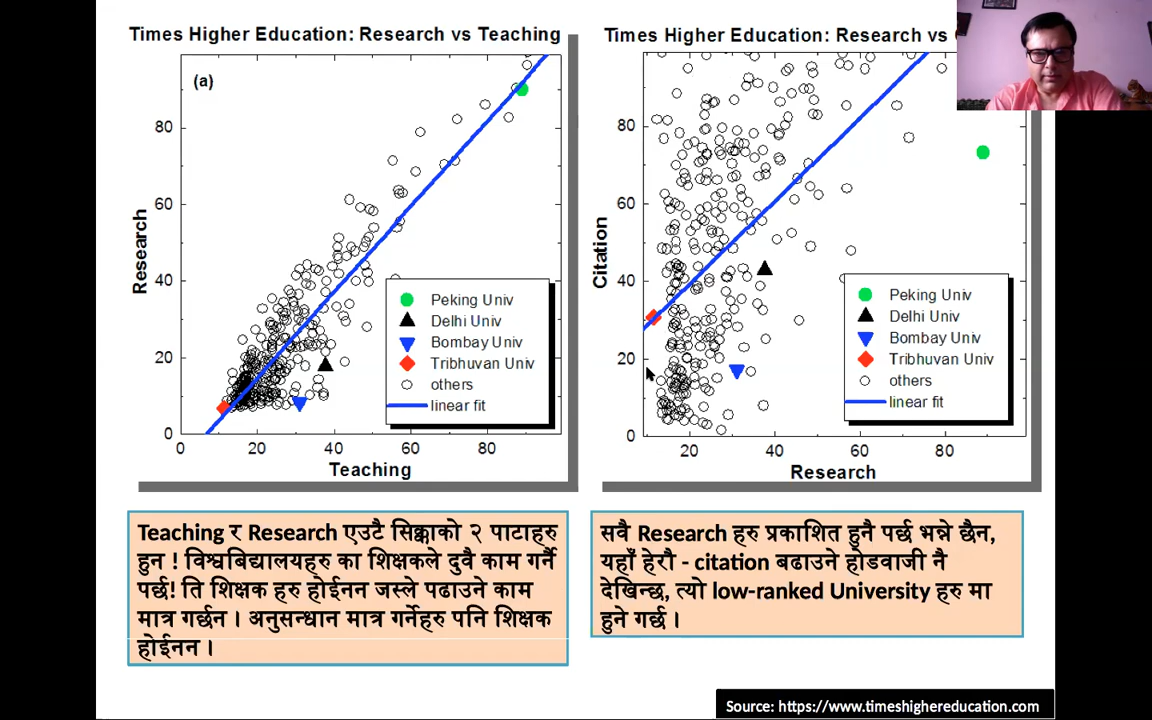 Times Higher Education: Research vs Teaching
(a)
80
60
40
20
0
Research
0 20 40 60 80
Teaching
Peking Univ
Delhi Univ
Bombay Univ
Tribhuvan Univ
others
linear fit
Times Higher Education: Research vs
80
60
40
20
0
Citation
20 40 60 80
Research
Peking Univ
Delhi Univ
Bombay Univ
Tribhuvan Univ
others
linear fit
Teaching र Research एउटै सिक्काको २ पाटाहरु
हुन ! विश्वबिद्यालयहरु का शिक्षकले दुवै काम गर्नै
पर्छ! ति शिक्षक हरु होईनन जस्ले पढाउने काम
मात्र गर्छन । अनुसन्धान मात्र गर्नेहरु पनि शिक्षक
होईनन ।
सवै Research हरु प्रकाशित हुनै पर्छ भन्ने छैन,
यहाँ हेरौ - citation बढाउने होडवाजी नै
देखिन्छ, त्यो low-ranked University हरु मा
हुने गर्छ ।
Source: https://www.timeshighereducation.com